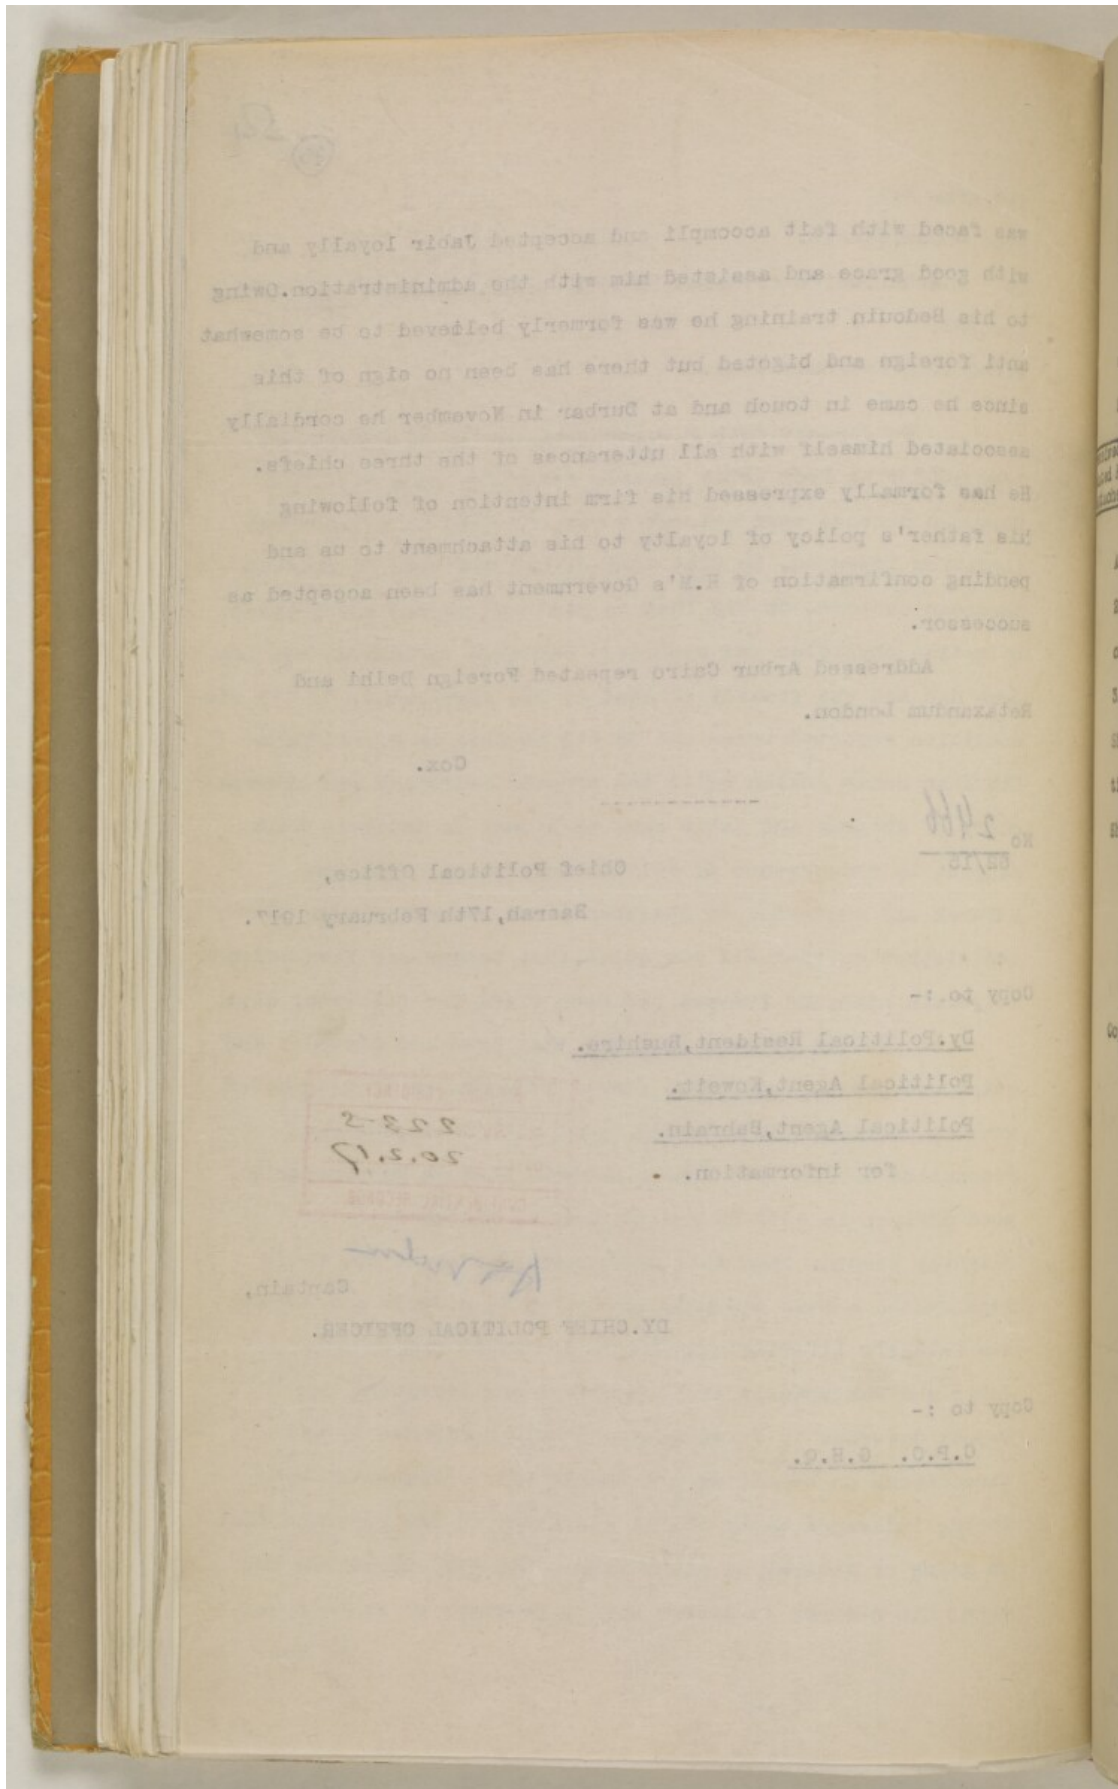 54
was faced with fait accompli and accepted Jabir loyally and
with good grace and assisted him with the administration.Owing
to his Bedouin training he was formerly believed to be somewhat
anti foreign and bigoted but there has been no sign of this
since he came in touch and at Durbar in November he cordially
associated himself with all utterances of the three chiefs.
He has formally expressed his firm intention of following
his father's policy of loyalty to his attachment to us and
pending confirmation of H.M's Government has been accepted as
successor.
Addressed Arbur Cairo repeated Foreign Delhi and
Retaxandum London.
Cox.
-------------
No 2466
Chief Political Office,
Basrah,17th February 1917.
Copy to :-
Dy.Political Resident,Bushire.
Political Agent,Koweit.
Political Agent,Bahrain.
for information.
222-S
20.2.17
CONFIDENTIAL RECORDS
Captain,
DY.CHIEF POLITICAL OFFICER.
Copy to :-
C.P.O. G.H.Q.